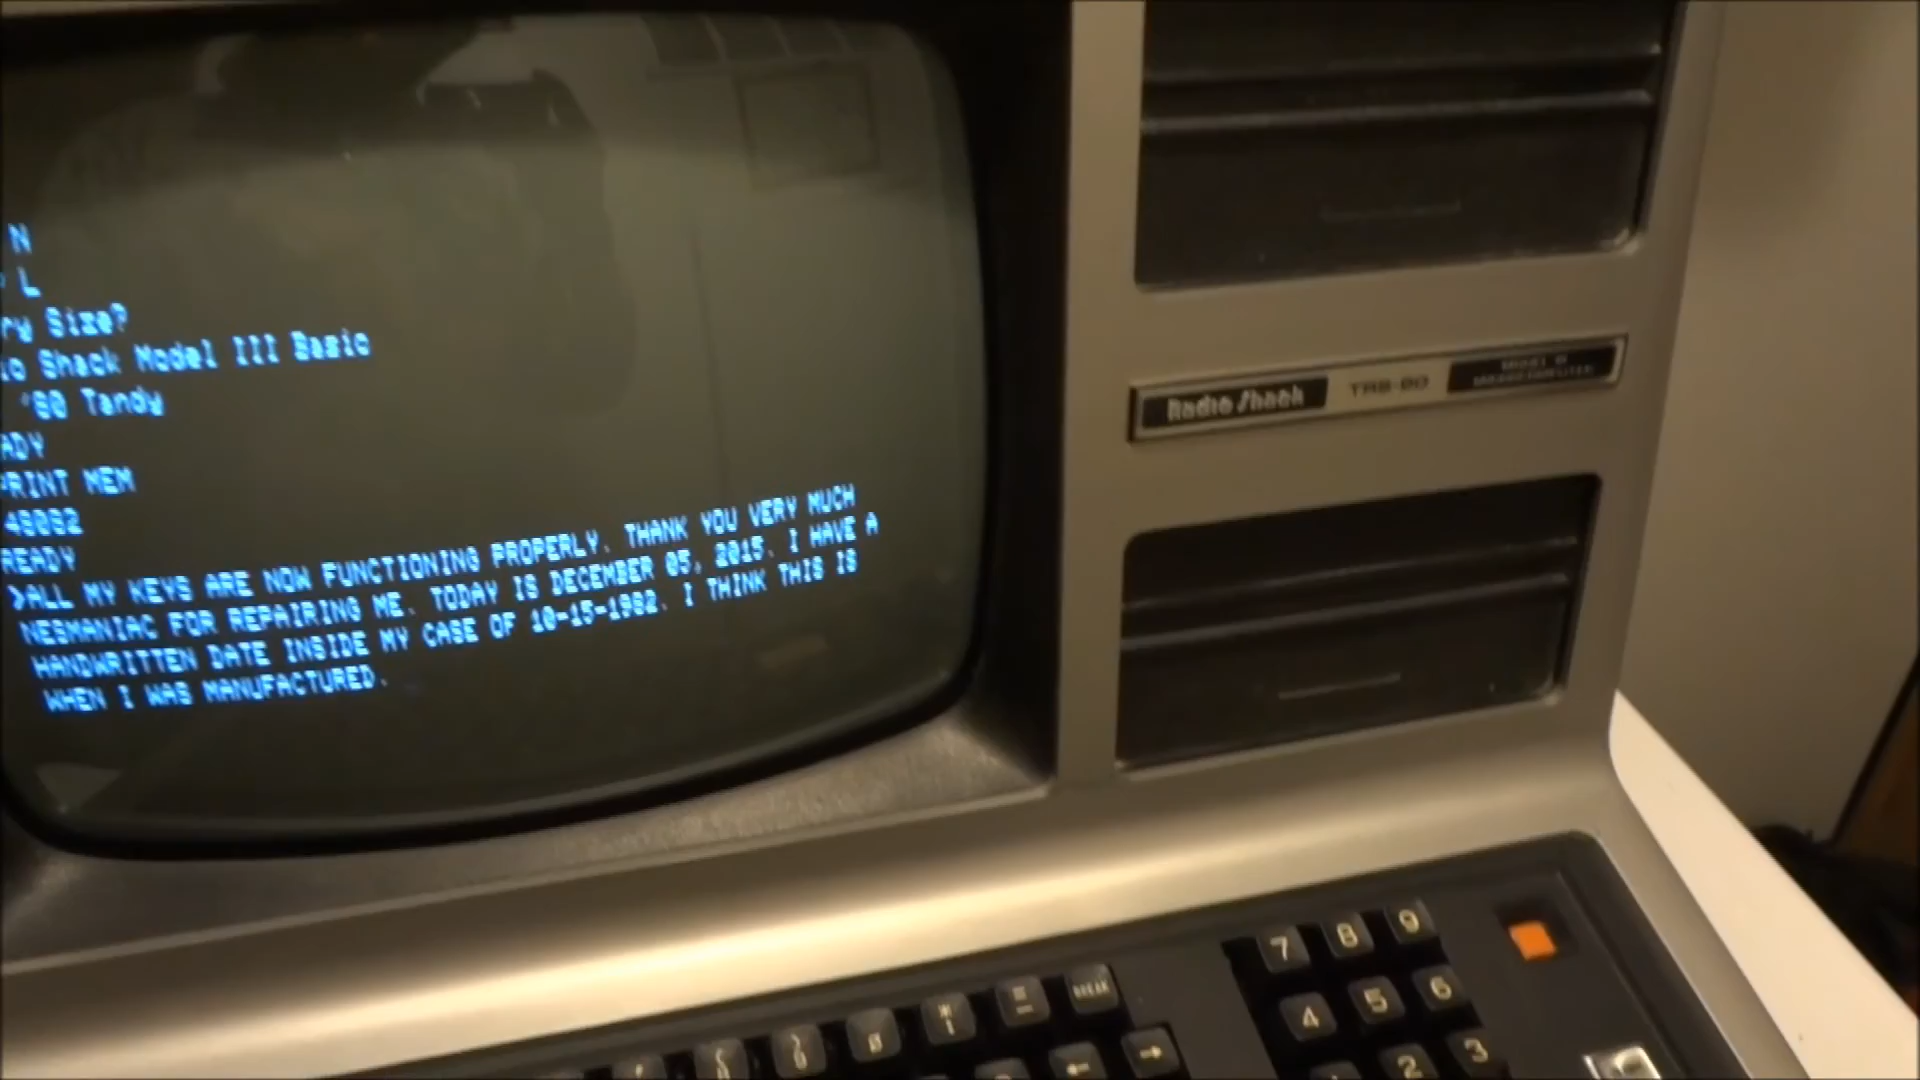 N
L
ry Size?
io Shack Model III Basic
'80 Tandy
ADY
PRINT MEM
48082
READY
>ALL MY KEYS ARE NOW FUNCTIONING PROPERLY. THANK YOU VERY MUCH
NESMANIAC FOR REPAIRING ME. TODAY IS DECEMBER 05, 2015. I HAVE A
HANDWRITTEN DATE INSIDE MY CASE OF 10-15-1982. I THINK THIS IS
WHEN I WAS MANUFACTURED.
Radio Shack TRS-80
BREAK
7 8 9
4 5 6
2 3